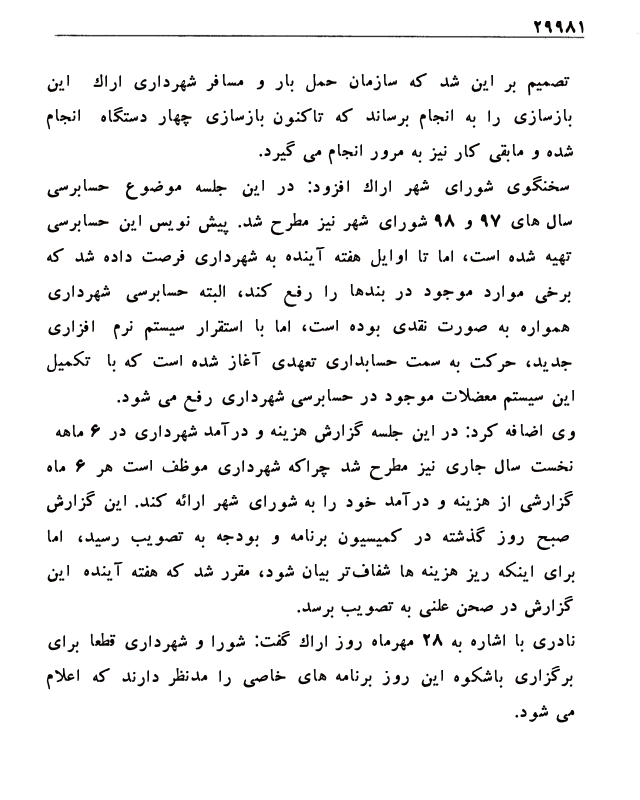 ۲۹۹۸۱
تصمیم بر این شد که سازمان حمل بار و مسافر شهرداری اراك این
بازسازی را به انجام برساند که تاکنون بازسازی چهار دستگاه انجام
شده و مابقی کار نیز به مرور انجام می گیرد.
سخنگوی شورای شهر اراك افزود: در این جلسه موضوع حسابرسی
سال های ۹۷ و ۹۸ شورای شهر نیز مطرح شد. پیش نویس این حسابرسی
تهیه شده است، اما تا اوایل هفته آینده به شهرداری فرصت داده شد که
برخی موارد موجود در بندها را رفع کند، البته حسابرسی شهرداری
همواره به صورت نقدی بوده است، اما با استقرار سیستم نرم افزاری
جدید، حرکت به سمت حسابداری تعهدی آغاز شده است که با تکمیل
این سیستم معضلات موجود در حسابرسی شهرداری رفع می شود.
وی اضافه کرد: در این جلسه گزارش هزینه و درآمد شهرداری در ۶ ماهه
نخست سال جاری نیز مطرح شد چراکه شهرداری موظف است هر ۶ ماه
گزارشی از هزینه و درآمد خود را به شورای شهر ارائه کند. این گزارش
صبح روز گذشته در کمیسیون برنامه و بودجه به تصویب رسید، اما
برای اینکه ریز هزینه ها شفاف‌تر بیان شود، مقرر شد که هفته آینده این
گزارش در صحن علنی به تصویب برسد.
نادری با اشاره به ۲۸ مهرماه روز اراك گفت: شورا و شهرداری قطعا برای
برگزاری باشکوه این روز برنامه های خاصی را مدنظر دارند که اعلام
می شود.